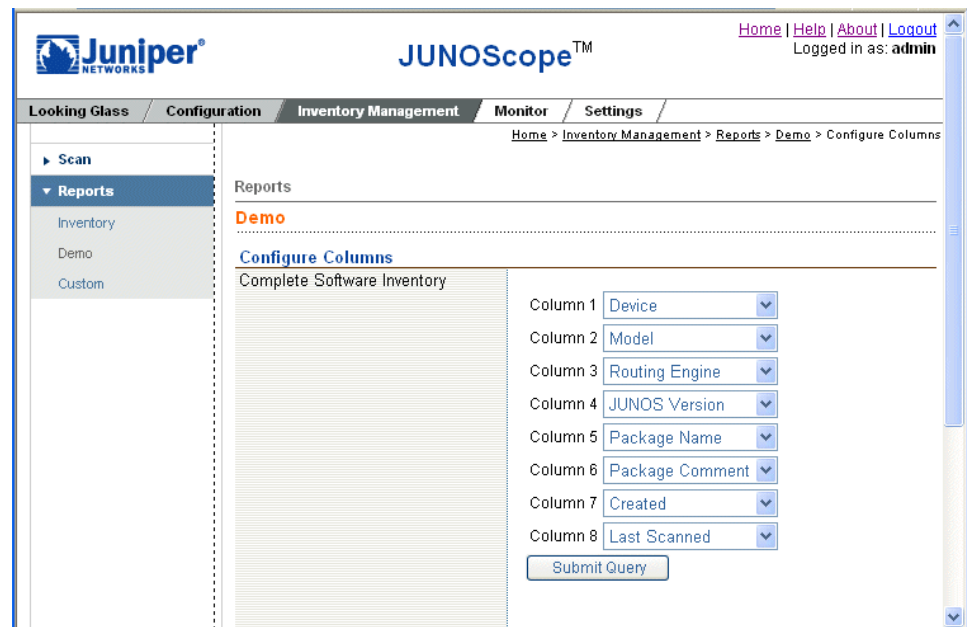 Juniper®
NETWORKS
JUNOScope™
Home | Help | About | Logout
Logged in as: admin
Looking Glass / Configuration / Inventory Management / Monitor / Settings /
Home > Inventory Management > Reports > Demo > Configure Columns
Scan
Reports
Inventory
Demo
Custom
Reports
Demo
Configure Columns
Complete Software Inventory
Column 1 Device
Column 2 Model
Column 3 Routing Engine
Column 4 JUNOS Version
Column 5 Package Name
Column 6 Package Comment
Column 7 Created
Column 8 Last Scanned
Submit Query